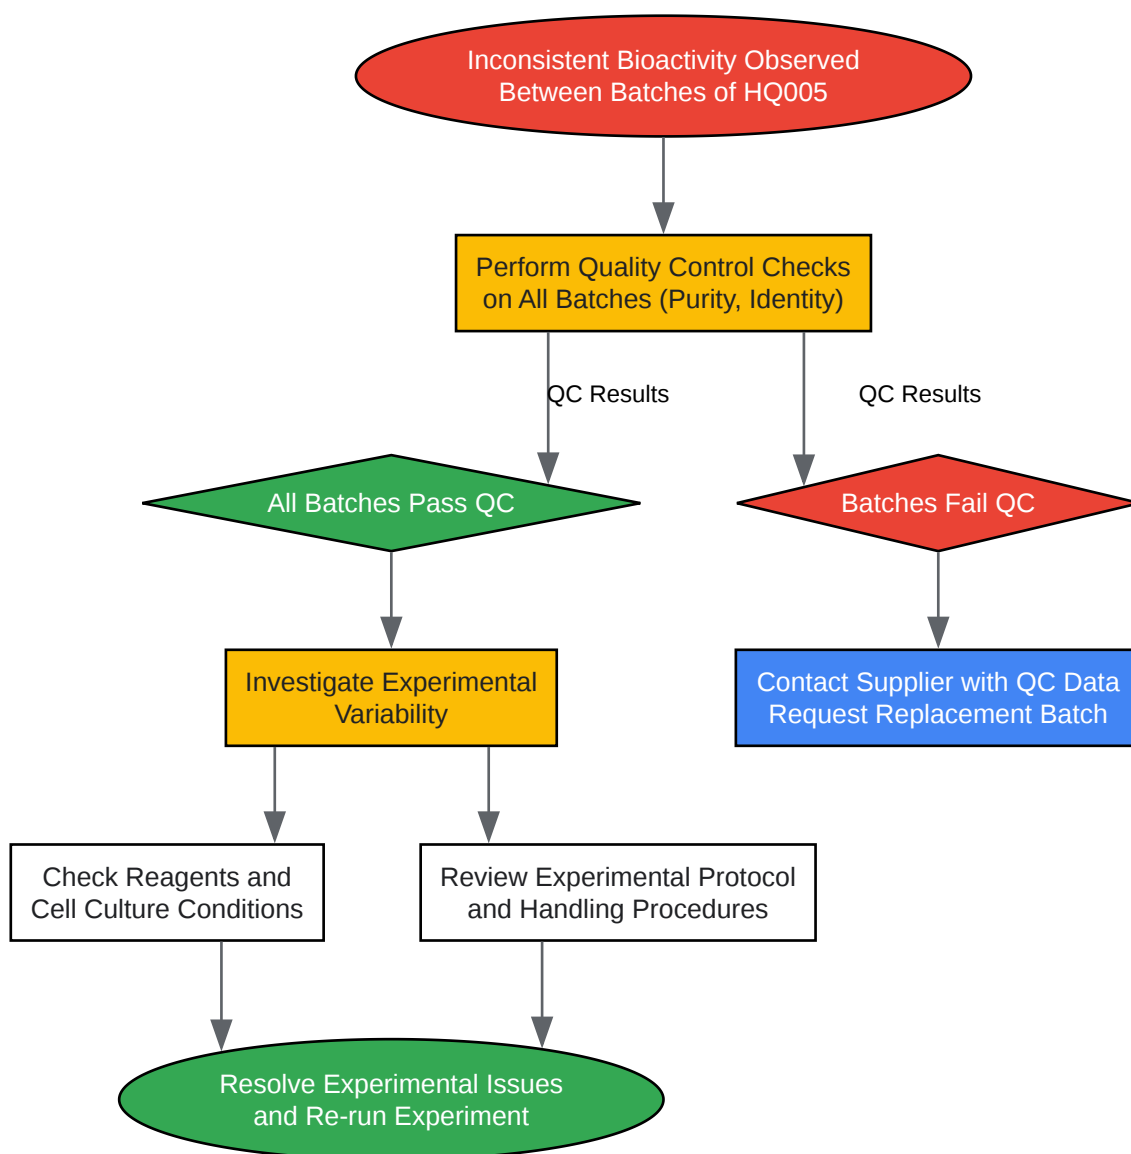 Inconsistent Bioactivity Observed
Between Batches of HQ005
Perform Quality Control Checks
on All Batches (Purity, Identity)
QC Results
QC Results
All Batches Pass QC
Batches Fail QC
Investigate Experimental
Variability
Contact Supplier with QC Data
Request Replacement Batch
Check Reagents and
Cell Culture Conditions
Review Experimental Protocol
and Handling Procedures
Resolve Experimental Issues
and Re-run Experiment